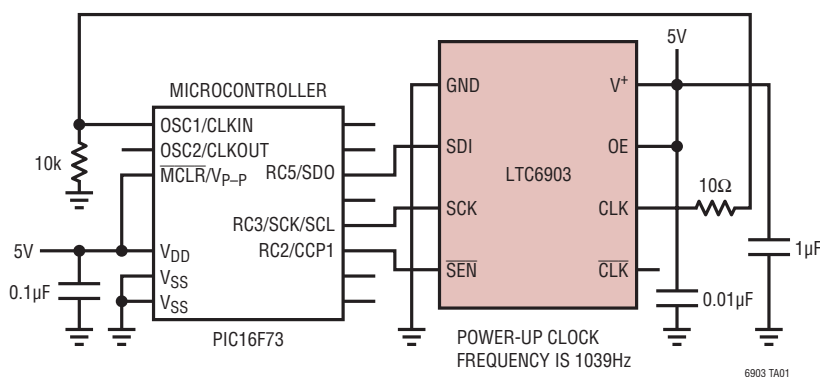 5V
MICROCONTROLLER
OSC1/CLKIN
OSC2/CLKOUT
MCLR/VP–P
RC5/SDO
10k
RC3/SCK/SCL
RC2/CCP1
5V
VDD
VSS
VSS
0.1µF
PIC16F73
GND
V+
SDI
OE
LTC6903
SCK
CLK
SEN
CLK
10Ω
1µF
0.01µF
POWER-UP CLOCK
FREQUENCY IS 1039Hz
6903 TA01